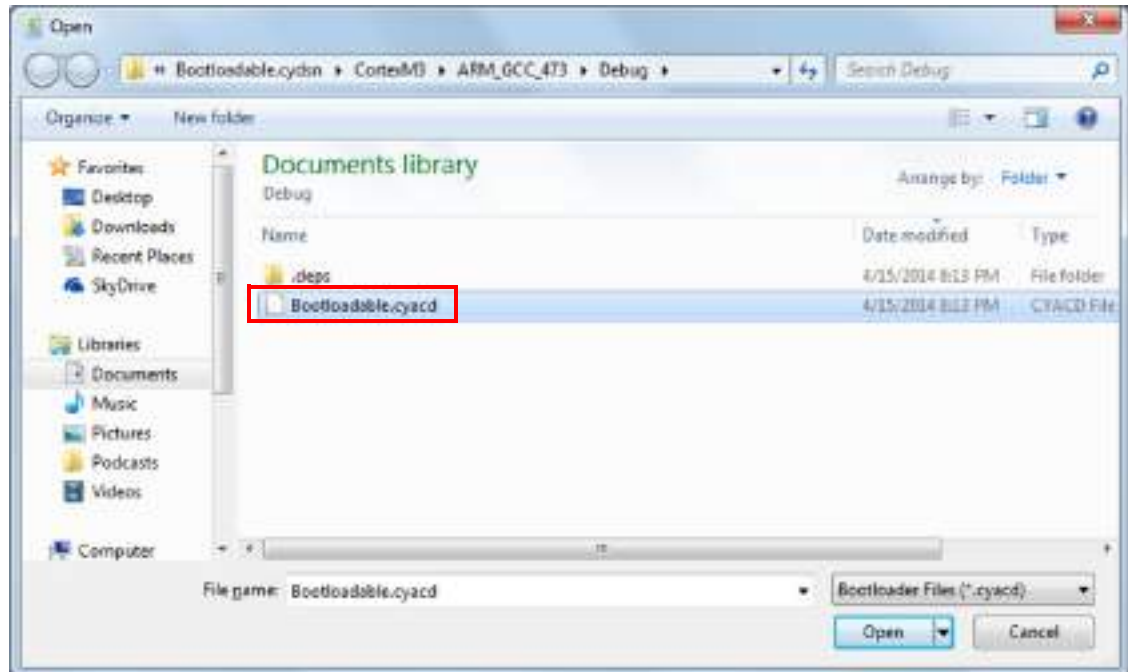 Open
« Bootloadable.cydsn ▸ CortexM3 ▸ ARM_GCC_473 ▸ Debug ▸ Search Debug
Organize New folder
Favorites
Desktop
Downloads
Recent Places
SkyDrive
Libraries
Documents
Music
Pictures
Podcasts
Videos
Computer
Documents library
Debug
Arrange by: Folder
Name Date modified Type
.deps 4/15/2014 8:13 PM File folder
Bootloadable.cyacd 4/15/2014 8:13 PM CYACD File
File name: Bootloadable.cyacd Bootloader Files (*.cyacd)
Open Cancel